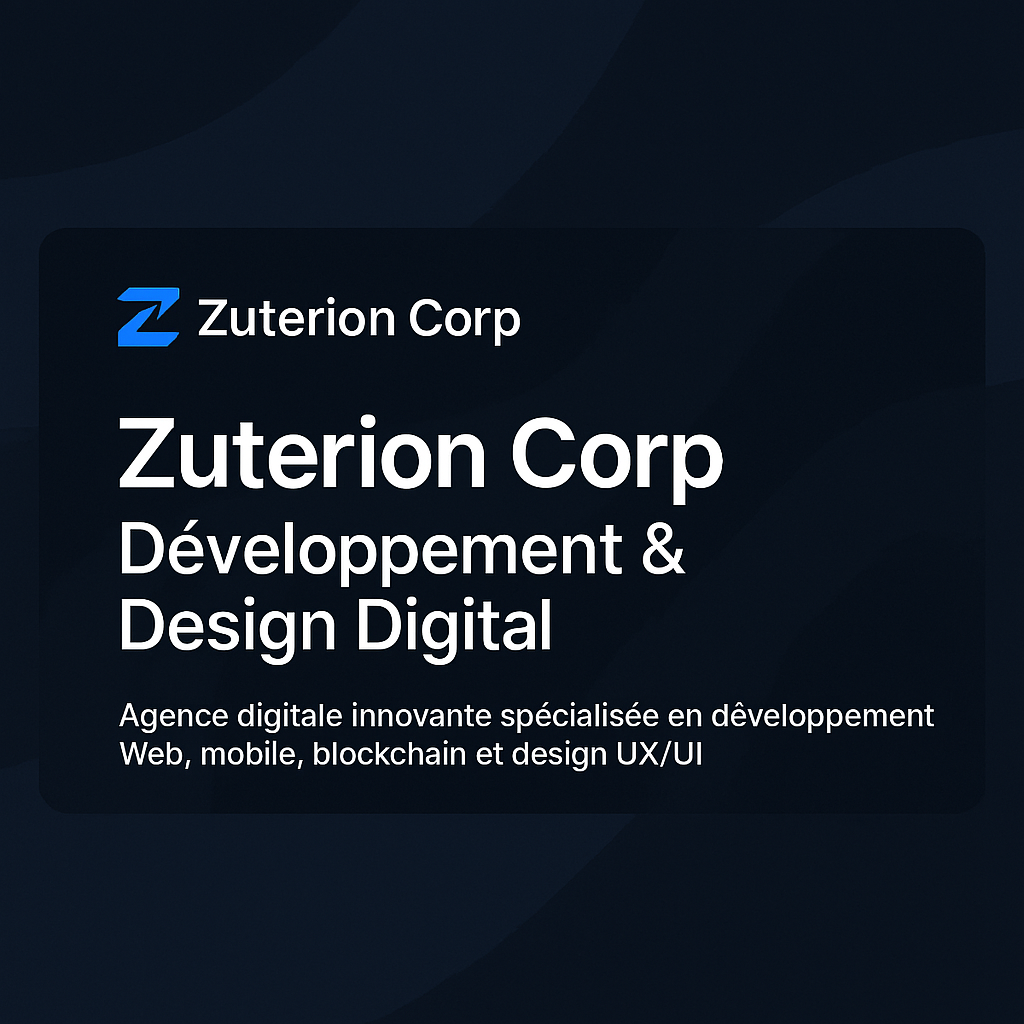 Zuterion Corp
Zuterion Corp
Développement &
Design Digital
Agence digitale innovante spécialisée en dêveloppement
Web, mobile, blockchain et design UX/UI